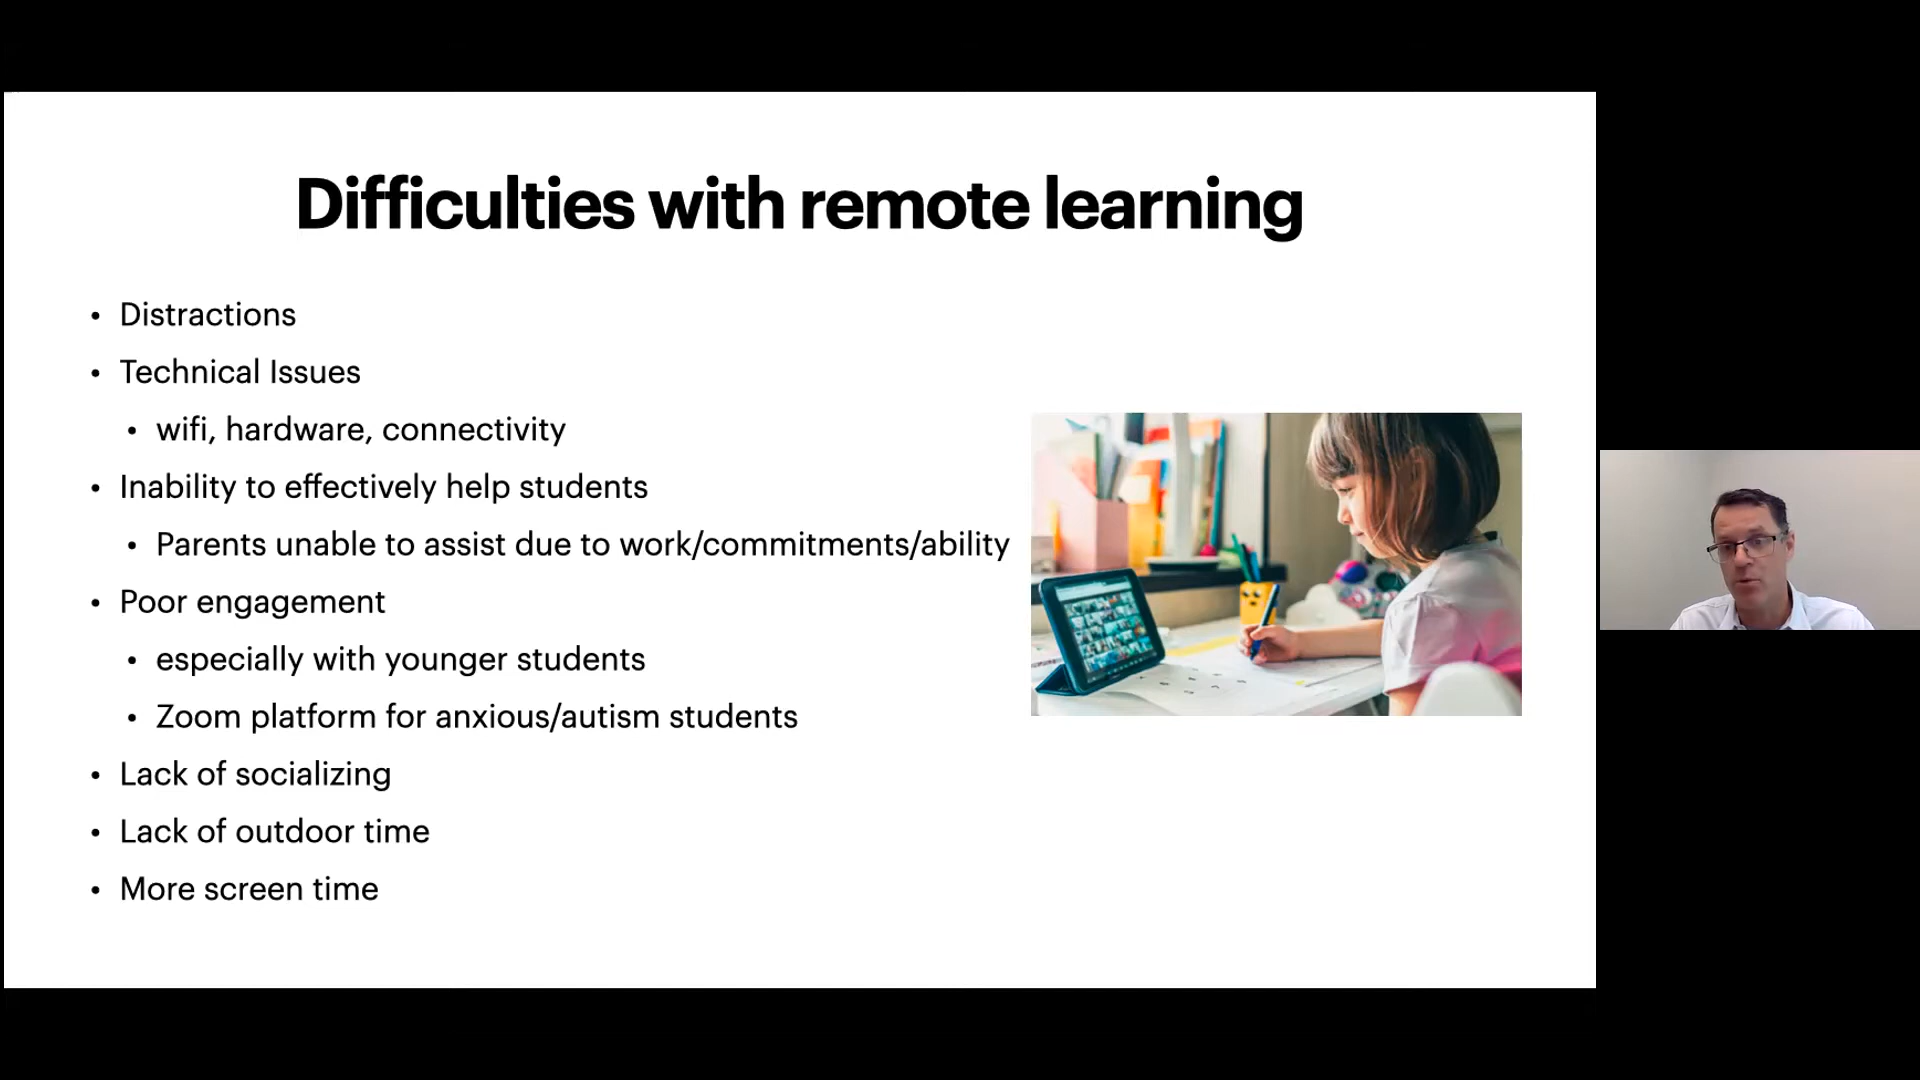 Difficulties with remote learning
• Distractions
• Technical Issues
• wifi, hardware, connectivity
• Inability to effectively help students
• Parents unable to assist due to work/commitments/ability
• Poor engagement
• especially with younger students
• Zoom platform for anxious/autism students
• Lack of socializing
• Lack of outdoor time
• More screen time